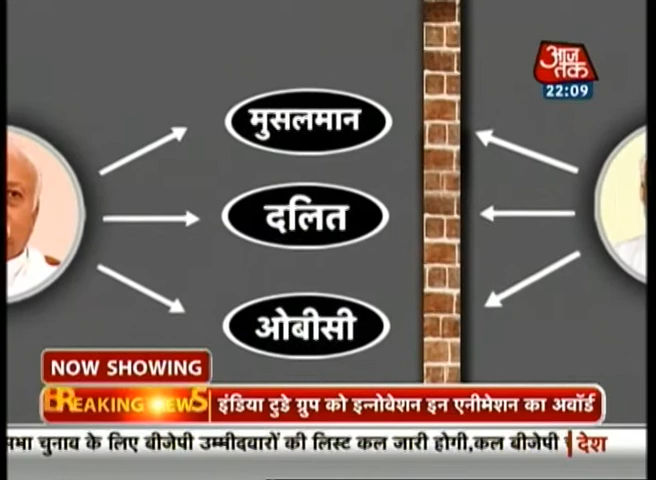 आज तक
22:09
मुसलमान
दलित
ओबीसी
NOW SHOWING
BREAKING NEWS
इंडिया टुडे ग्रुप को इन्नोवेशन इन एनीमेशन का अवॉर्ड
चुनाव के लिए बीजेपी उम्मीदवारों की लिस्ट कल जारी होगी,कल बीजेपी
देश